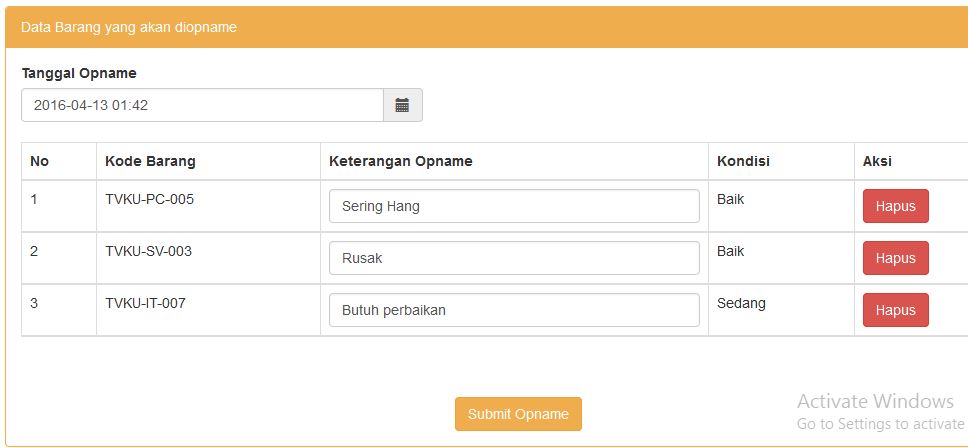 Data Barang yang akan diopname
Tanggal Opname
2016-04-13 01:42
No Kode Barang Keterangan Opname Kondisi Aksi
1 TVKU-PC-005 Sering Hang Baik Hapus
2 TVKU-SV-003 Rusak Baik Hapus
3 TVKU-IT-007 Butuh perbaikan Sedang Hapus
Submit Opname
Activate Windows
Go to Settings to activate